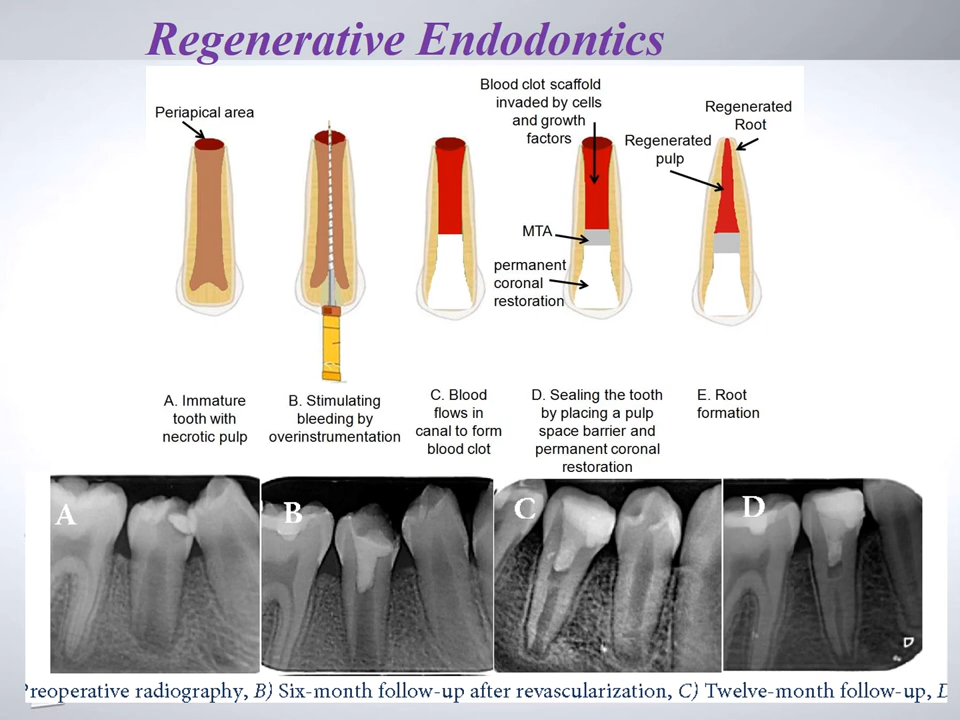 Regenerative Endodontics
Periapical area
Blood clot scaffold
invaded by cells
and growth
factors
Regenerated
Root
Regenerated
pulp
MTA
permanent
coronal
restoration
A. Immature
tooth with
necrotic pulp
B. Stimulating
bleeding by
overinstrumentation
C. Blood
flows in
canal to form
blood clot
D. Sealing the tooth
by placing a pulp
space barrier and
permanent coronal
restoration
E. Root
formation
A
B
C
D
D
reoperative radiography, B) Six-month follow-up after revascularization, C) Twelve-month follow-up, D